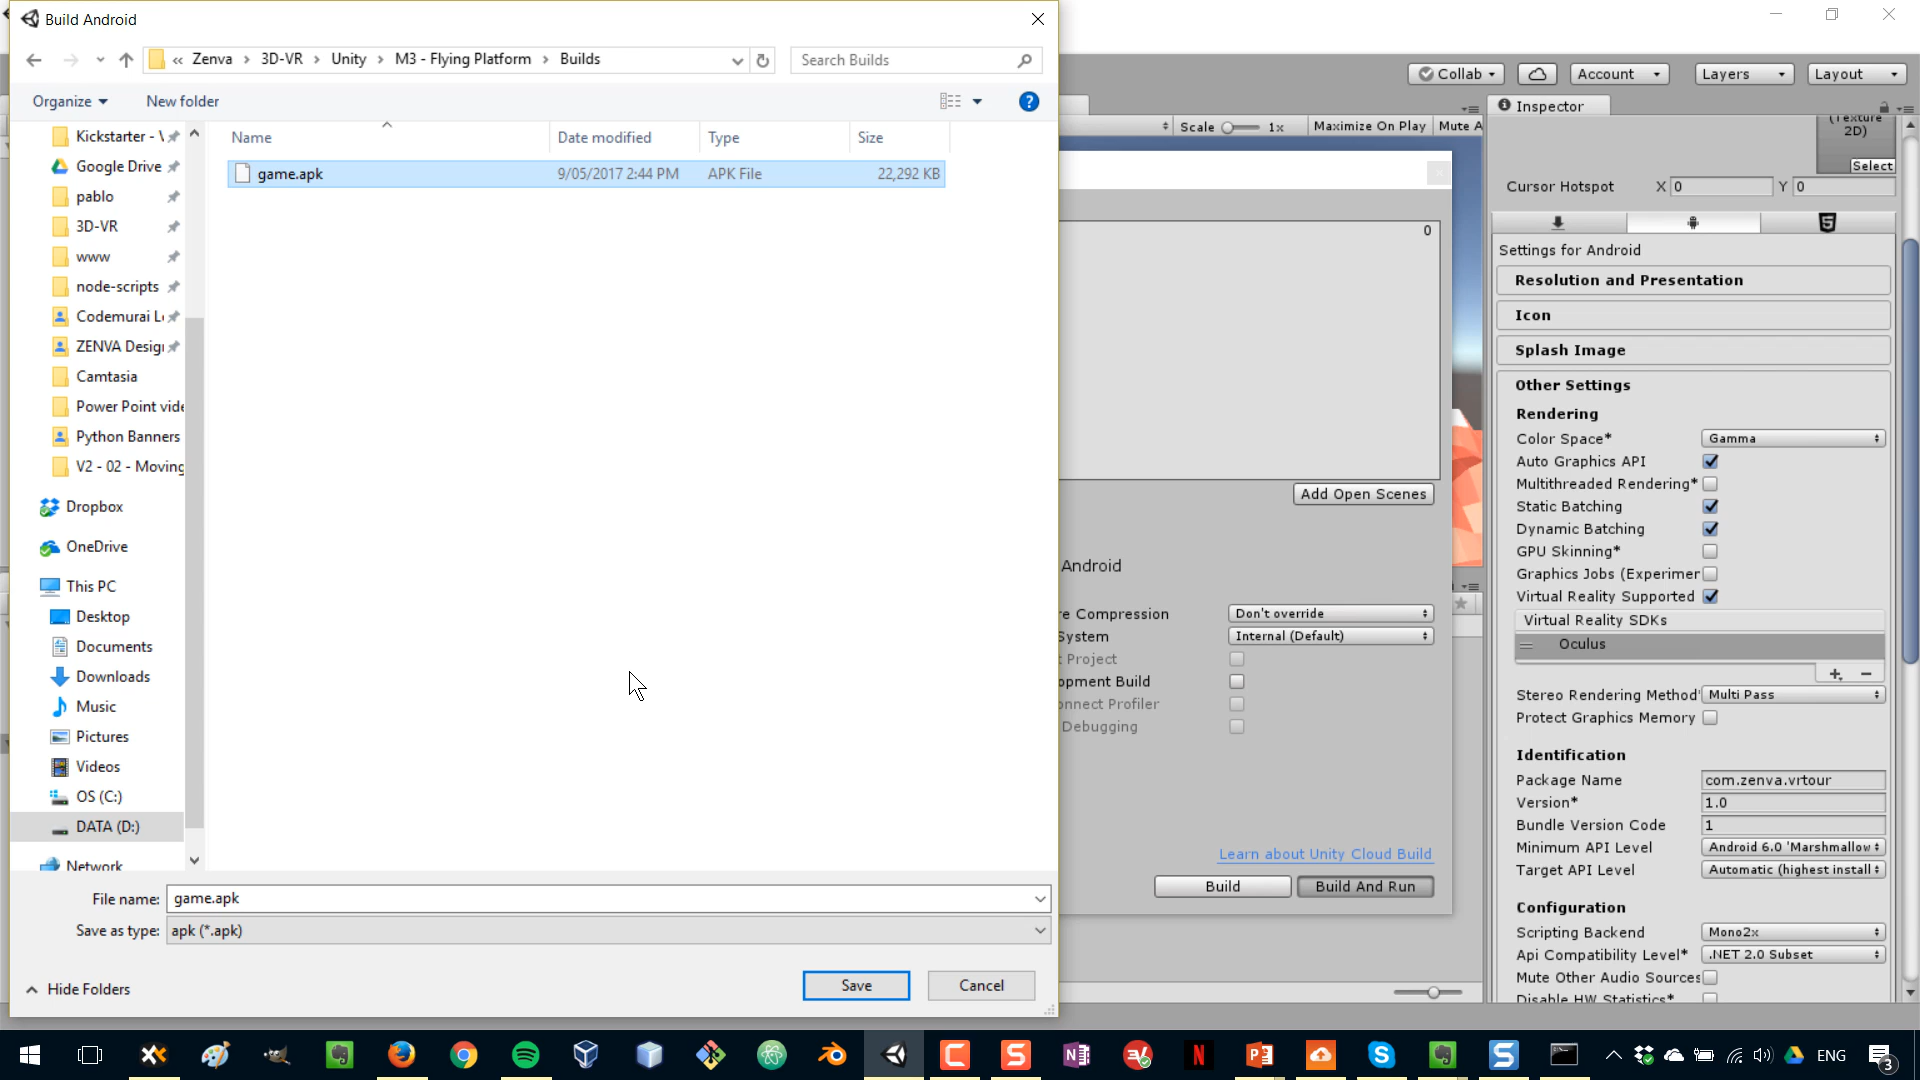 Build Android
« Zenva › 3D-VR › Unity › M3 - Flying Platform › Builds
Search Builds
Organize
New folder
Name
Date modified
Type
Size
game.apk
9/05/2017 2:44 PM
APK File
22,292 KB
Kickstarter - V
Google Drive
pablo
3D-VR
www
node-scripts
Codemurai L
ZENVA Desig
Camtasia
Power Point vide
Python Banners
V2 - 02 - Moving
Dropbox
OneDrive
This PC
Desktop
Documents
Downloads
Music
Pictures
Videos
OS (C:)
DATA (D:)
Network
File name: game.apk
Save as type: apk (*.apk)
Hide Folders
Save
Cancel
Collab
Account
Layers
Layout
Scale 1x
Maximize On Play
Mute A
0
Add Open Scenes
Android
re Compression Don't override
System Internal (Default)
t Project
opment Build
onnect Profiler
Debugging
Learn about Unity Cloud Build
Build
Build And Run
Inspector
(Texture
2D)
Select
Cursor Hotspot X 0 Y 0
Settings for Android
Resolution and Presentation
Icon
Splash Image
Other Settings
Rendering
Color Space* Gamma
Auto Graphics API
Multithreaded Rendering*
Static Batching
Dynamic Batching
GPU Skinning*
Graphics Jobs (Experimer
Virtual Reality Supported
Virtual Reality SDKs
Oculus
Stereo Rendering Method* Multi Pass
Protect Graphics Memory
Identification
Package Name com.zenva.vrtour
Version* 1.0
Bundle Version Code 1
Minimum API Level Android 6.0 'Marshmallow
Target API Level Automatic (highest install
Configuration
Scripting Backend Mono2x
Api Compatibility Level* .NET 2.0 Subset
Mute Other Audio Sources
Disable HW Statistics*
ENG
3